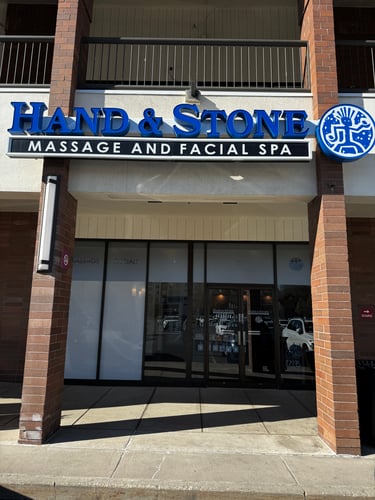 HAND & STONE
MASSAGE AND FACIAL SPA